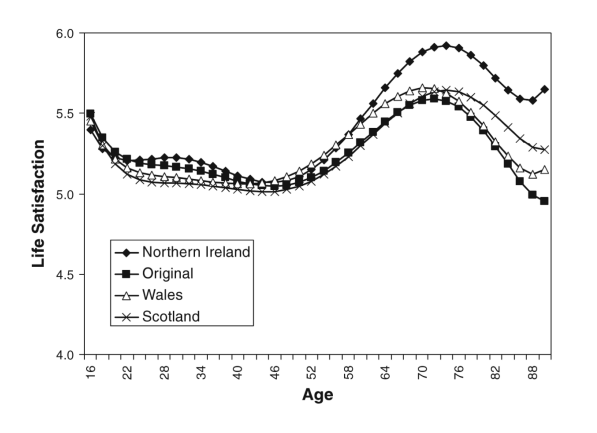 6.0
5.5
5.0
4.5
4.0
Life Satisfaction
Northern Ireland
Original
Wales
Scotland
16 22 28 34 40 46 52 58 64 70 76 82 88
Age